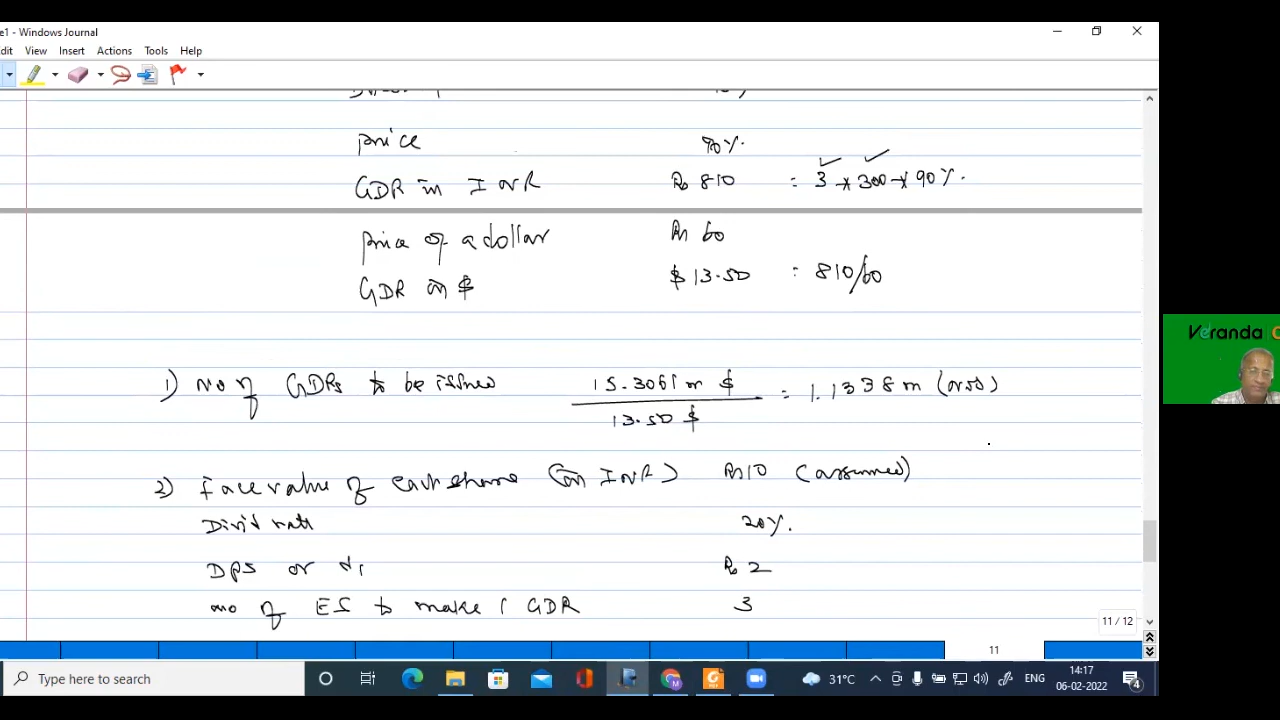 e1 - Windows Journal
dit View Insert Actions Tools Help
price 90%.
GDR in INR Rs 810 = 3 * 300 * 90%.
price of a dollar Rs 60
GDR in $ $ 13.50 = 810/60
1) no of GDRs to be issued 15.3061 m $ = 1.1338 m (nos)
13.50 $
2) Face value of each share (in INR) Rs 10 (assumed)
Divid rate 20%.
DPS or d1 Rs 2
no of ES to make 1 GDR 3
11 / 12
11
Veranda
Type here to search 31°C ENG 14:17
06-02-2022 4